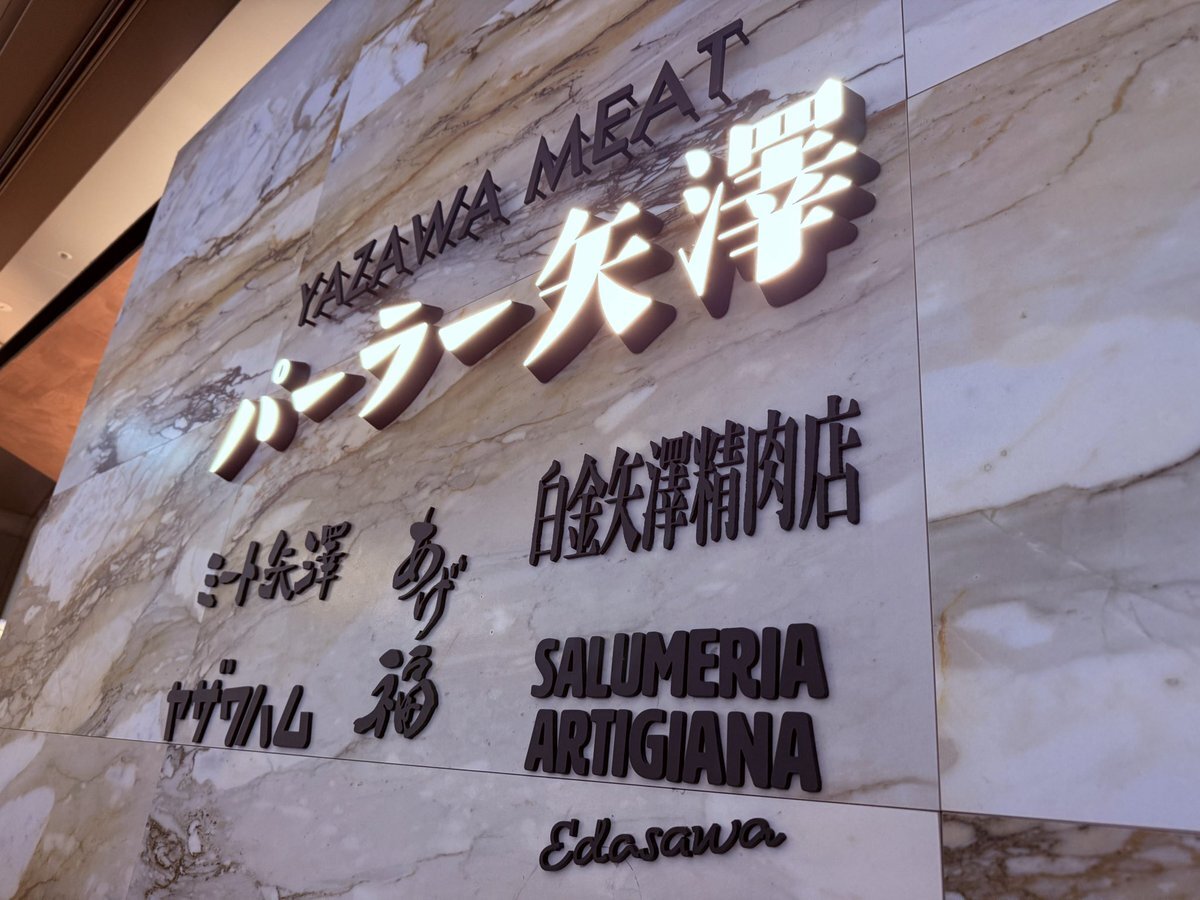 YAZAWA MEAT
パーラー矢澤
白金矢澤精肉店
ミート矢澤
あげ福
ヤザワハム
SALUMERIA
ARTIGIANA
Edasawa